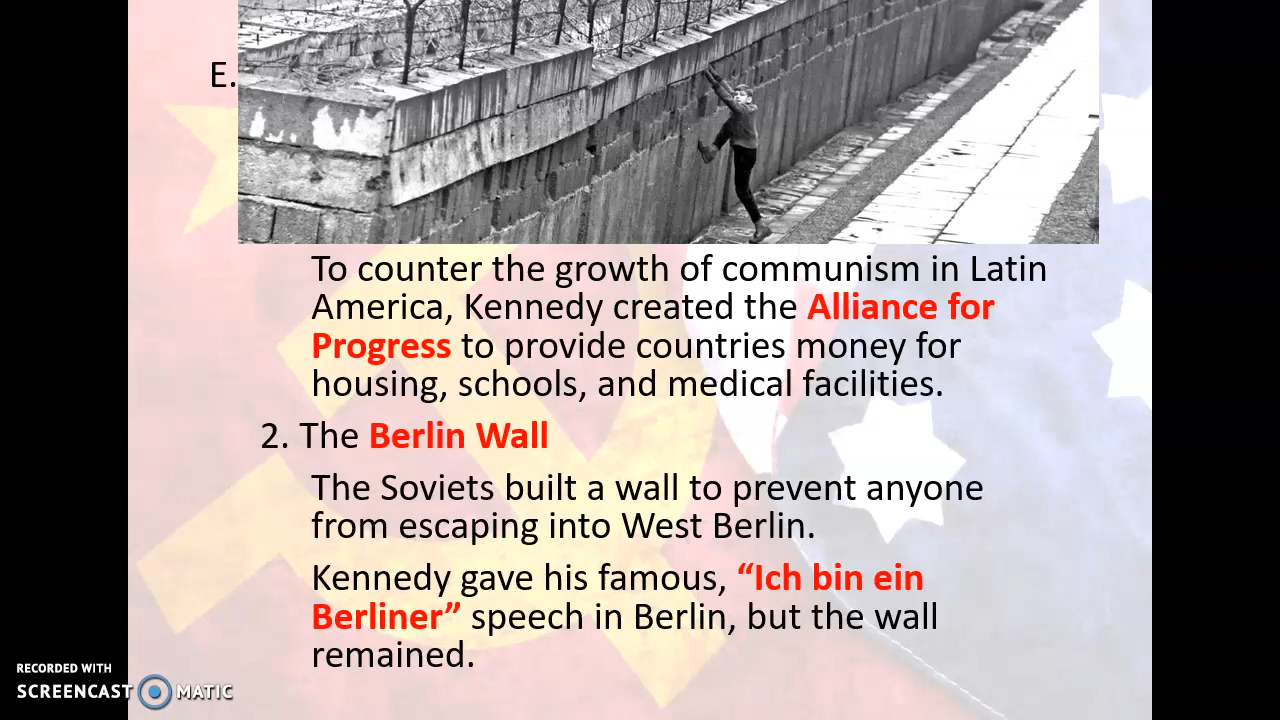 E.
To counter the growth of communism in Latin
America, Kennedy created the Alliance for
Progress to provide countries money for
housing, schools, and medical facilities.
2. The Berlin Wall
The Soviets built a wall to prevent anyone
from escaping into West Berlin.
Kennedy gave his famous, “Ich bin ein
Berliner” speech in Berlin, but the wall
remained.
RECORDED WITH
SCREENCAST MATIC